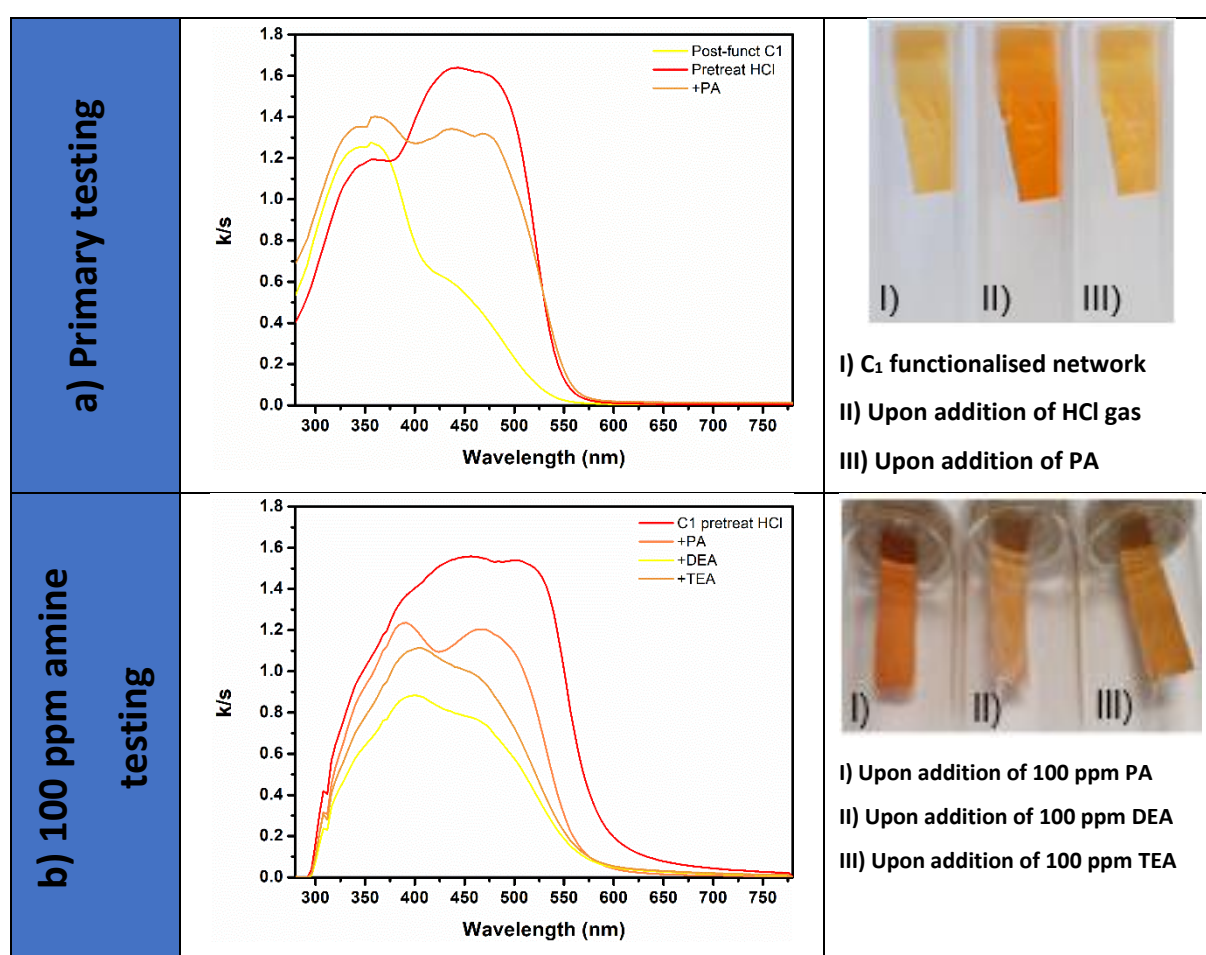 a) Primary testing
1.8
1.6
1.4
1.2
1.0
0.8
0.6
0.4
0.2
0.0
k/s
Post-funct C1
Pretreat HCl
+PA
300 350 400 450 500 550 600 650 700 750
Wavelength (nm)
I) II) III)
I) C₁ functionalised network
II) Upon addition of HCl gas
III) Upon addition of PA
b) 100 ppm amine
testing
1.8
1.6
1.4
1.2
1.0
0.8
0.6
0.4
0.2
0.0
k/s
C1 pretreat HCl
+PA
+DEA
+TEA
300 350 400 450 500 550 600 650 700 750
Wavelength (nm)
I) II) III)
I) Upon addition of 100 ppm PA
II) Upon addition of 100 ppm DEA
III) Upon addition of 100 ppm TEA